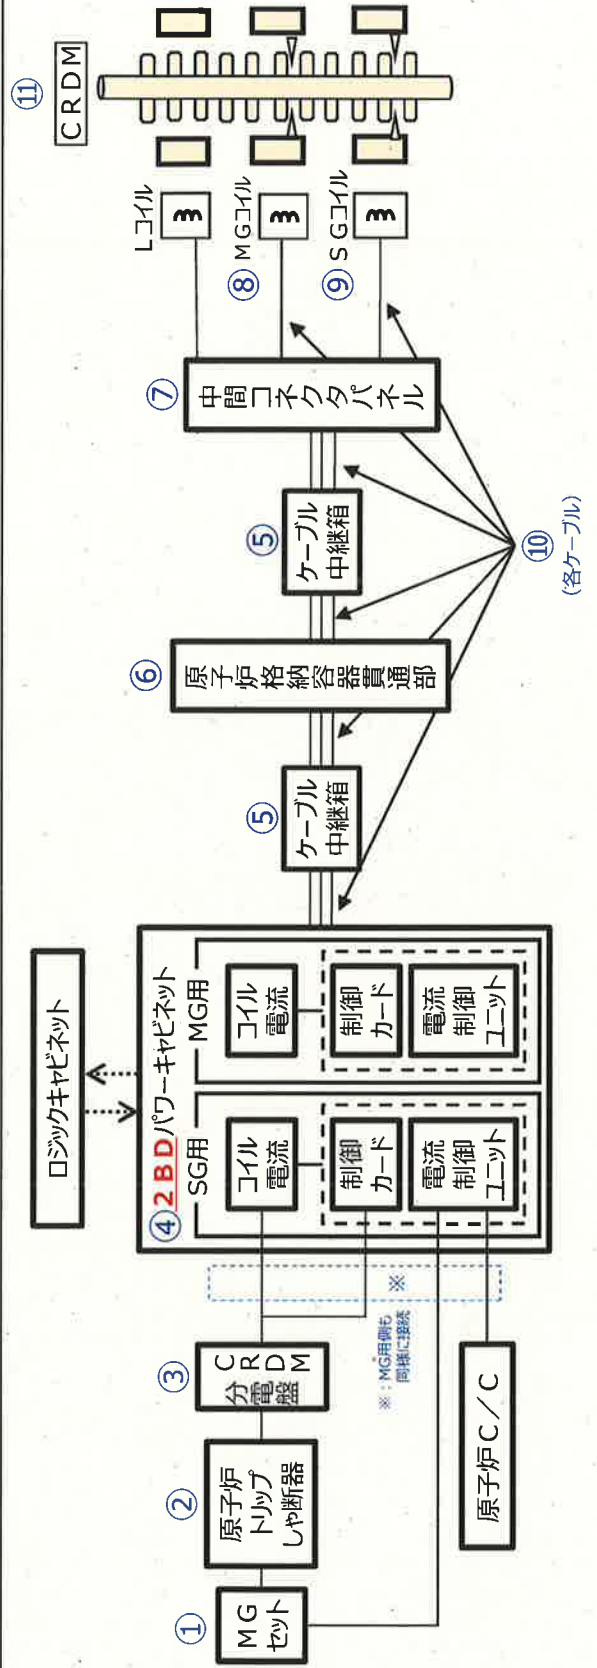 ①
MG
セット
②
原子炉
トリップ
しゃ断器
③
CRDM
分電盤
原子炉C/C
※
※：MG用側も
同様に接続
ロジックキャビネット
④2BDパワーキャビネット
SG用
コイル
電流
制御
カード
電流
制御
ユニット
MG用
コイル
電流
制御
カード
電流
制御
ユニット
⑤
ケーブル
中継箱
⑥
原子炉格納容器貫通部
⑤
ケーブル
中継箱
⑦
中間コネクタパネル
⑩
(各ケーブル)
Lコイル
⑧
MGコイル
⑨
SGコイル
⑪
CRDM